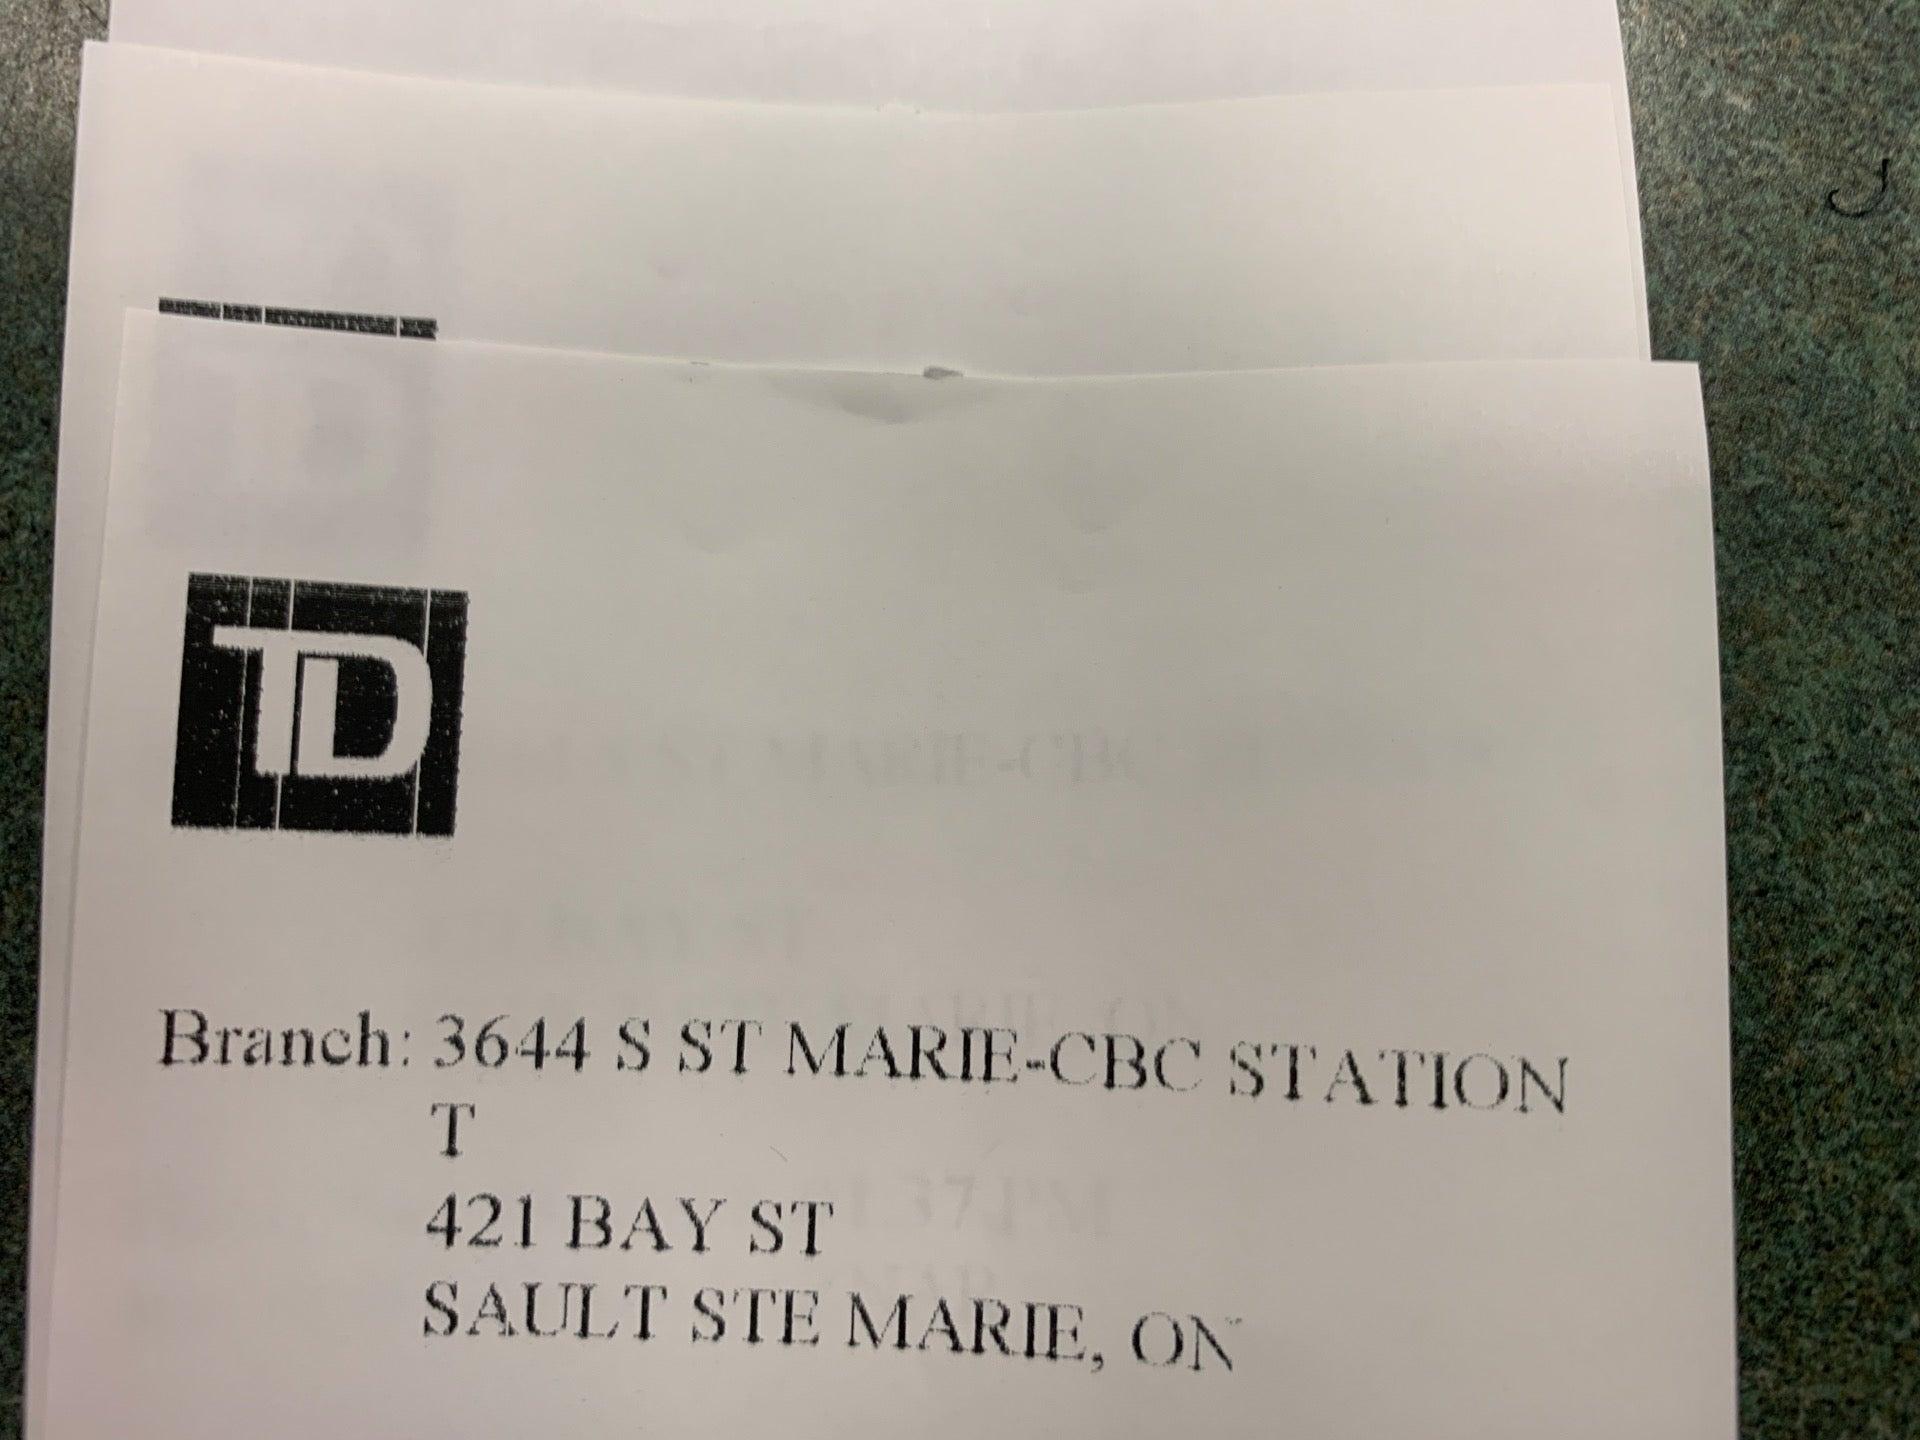 TD
Branch: 3644 S ST MARIE-CBC STATION
T
421 BAY ST
SAULT STE MARIE, ON